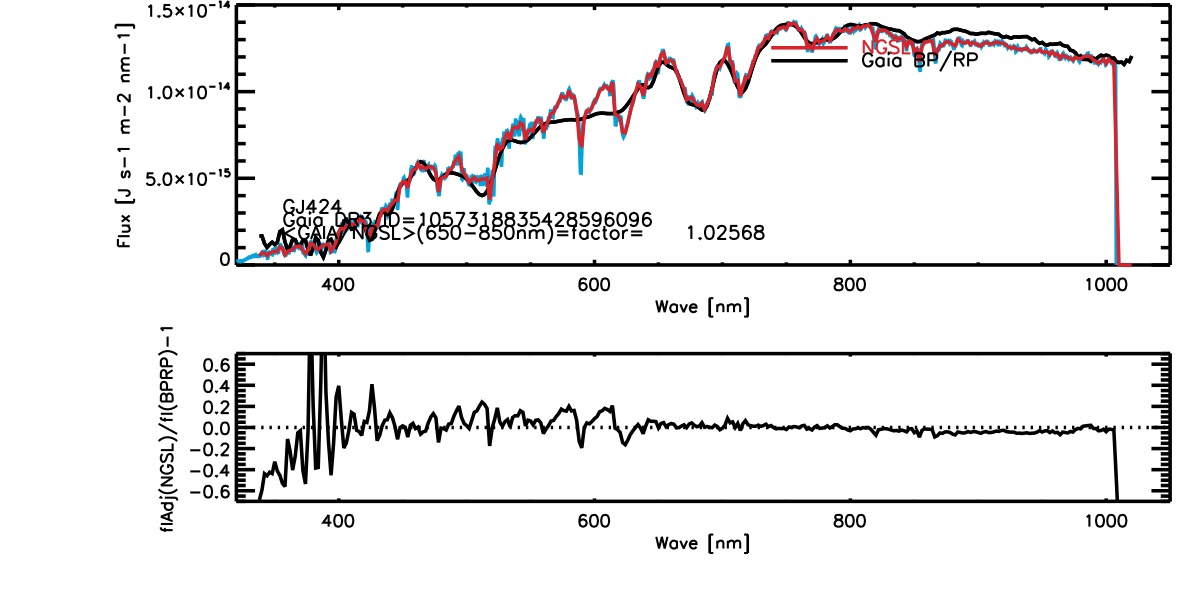 1.5×10−14
1.0×10−14
5.0×10−15
0
Flux [J s−1 m−2 nm−1]
NGSL
Gaia BP/RP
GJ424
Gaia DR3 ID=1057318835428596096
<GAIA/NGSL>(650−850nm)=factor= 1.02568
400 600 800 1000
Wave [nm]
flAdj(NGSL)/fl(BPRP)−1
0.6
0.4
0.2
0.0
−0.2
−0.4
−0.6
400 600 800 1000
Wave [nm]